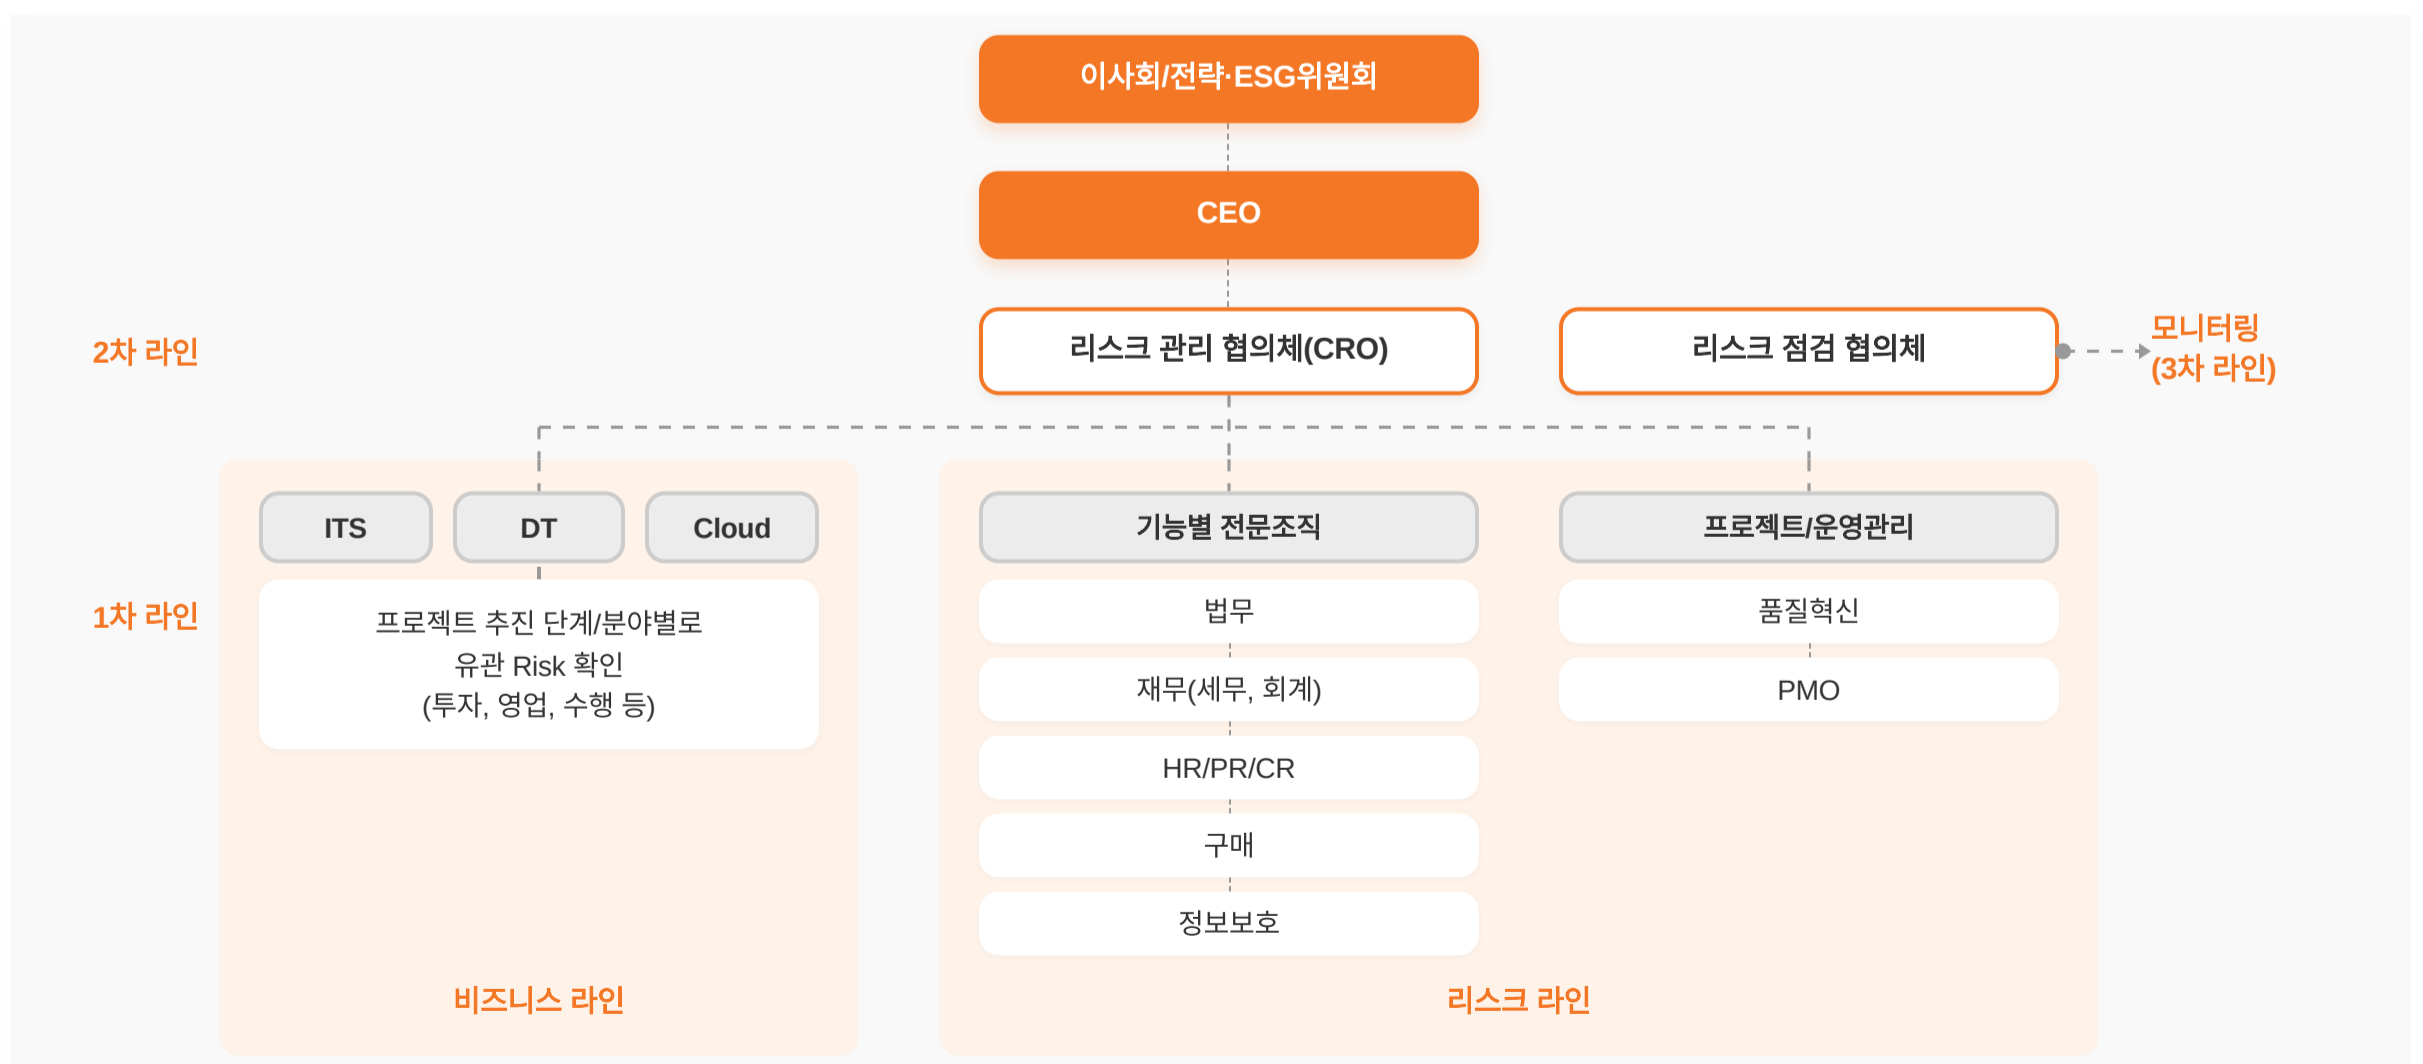 이사회/전략·ESG위원회
CEO
2차 라인
리스크 관리 협의체(CRO)
리스크 점검 협의체
모니터링
(3차 라인)
1차 라인
ITS
DT
Cloud
프로젝트 추진 단계/분야별로
유관 Risk 확인
(투자, 영업, 수행 등)
비즈니스 라인
기능별 전문조직
법무
재무(세무, 회계)
HR/PR/CR
구매
정보보호
프로젝트/운영관리
품질혁신
PMO
리스크 라인